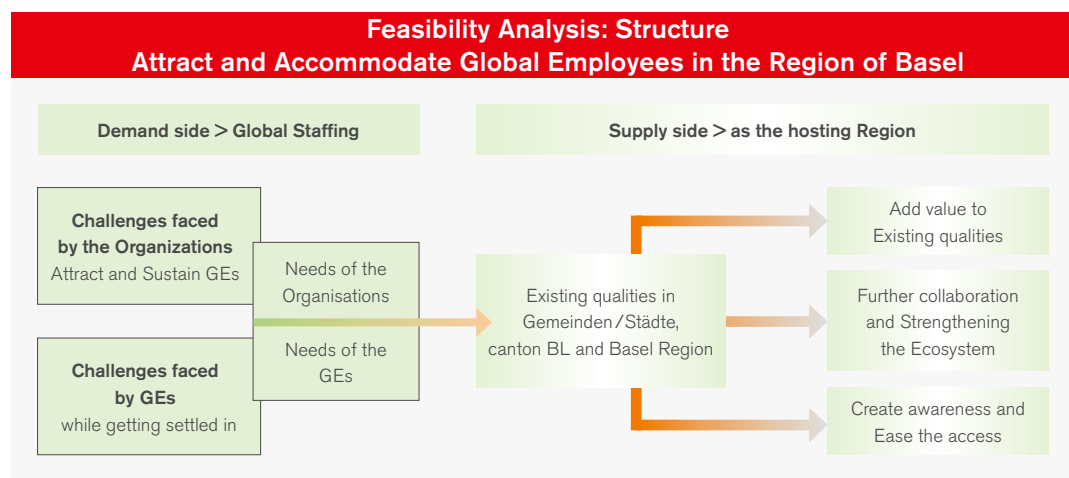 Feasibility Analysis: Structure
Attract and Accommodate Global Employees in the Region of Basel
Demand side > Global Staffing
Supply side > as the hosting Region
Challenges faced
by the Organizations
Attract and Sustain GEs
Challenges faced
by GEs
while getting settled in
Needs of the
Organisations
Needs of the
GEs
Existing qualities in
Gemeinden/Städte,
canton BL and Basel Region
Add value to
Existing qualities
Further collaboration
and Strengthening
the Ecosystem
Create awareness and
Ease the access